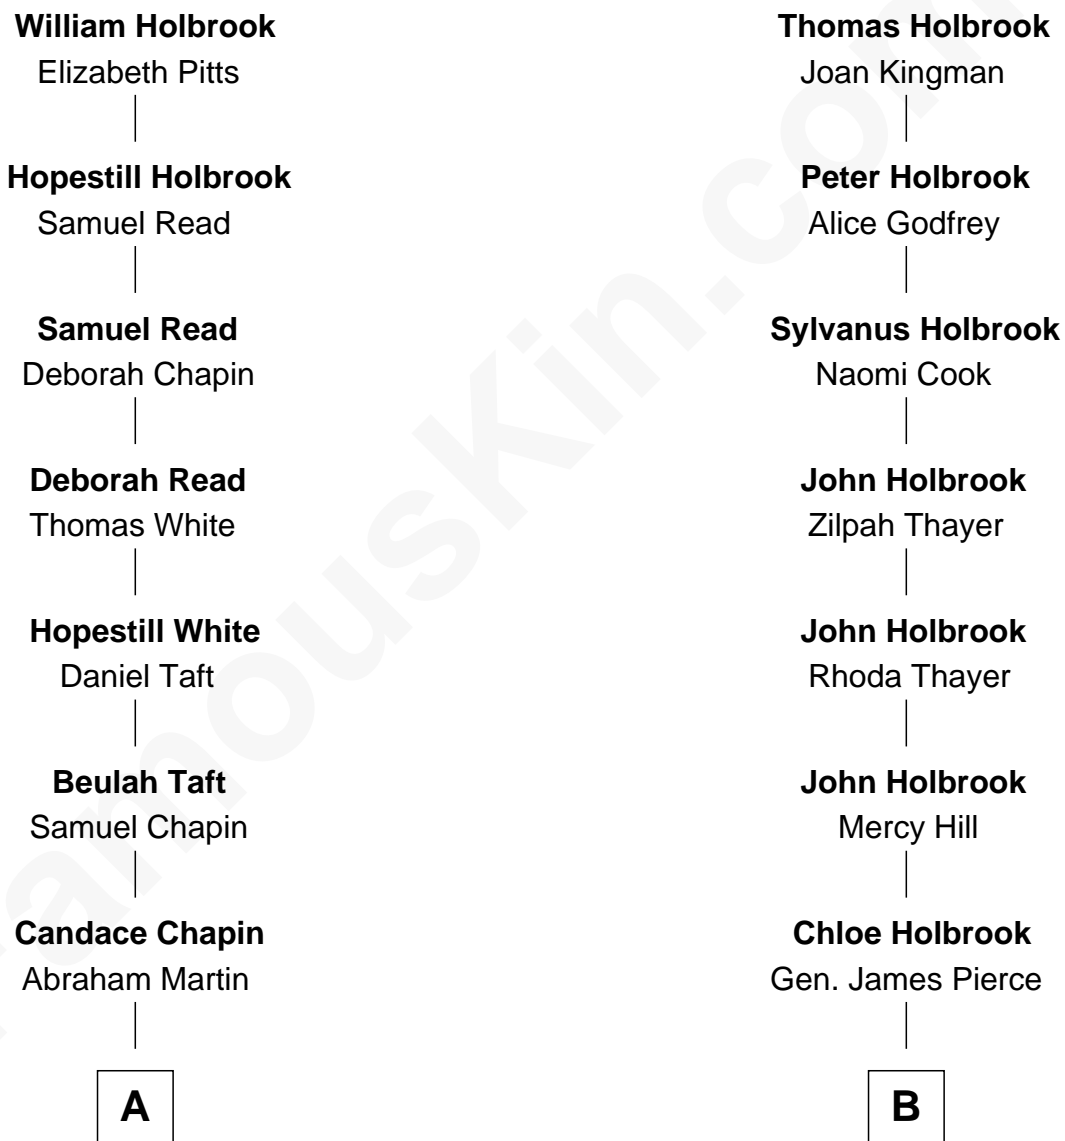 William Holbrook
Elizabeth Pitts
Hopestill Holbrook
Samuel Read
Samuel Read
Deborah Chapin
Deborah Read
Thomas White
Hopestill White
Daniel Taft
Beulah Taft
Samuel Chapin
Candace Chapin
Abraham Martin
A
Thomas Holbrook
Joan Kingman
Peter Holbrook
Alice Godfrey
Sylvanus Holbrook
Naomi Cook
John Holbrook
Zilpah Thayer
John Holbrook
Rhoda Thayer
John Holbrook
Mercy Hill
Chloe Holbrook
Gen. James Pierce
B
FamousKin.com